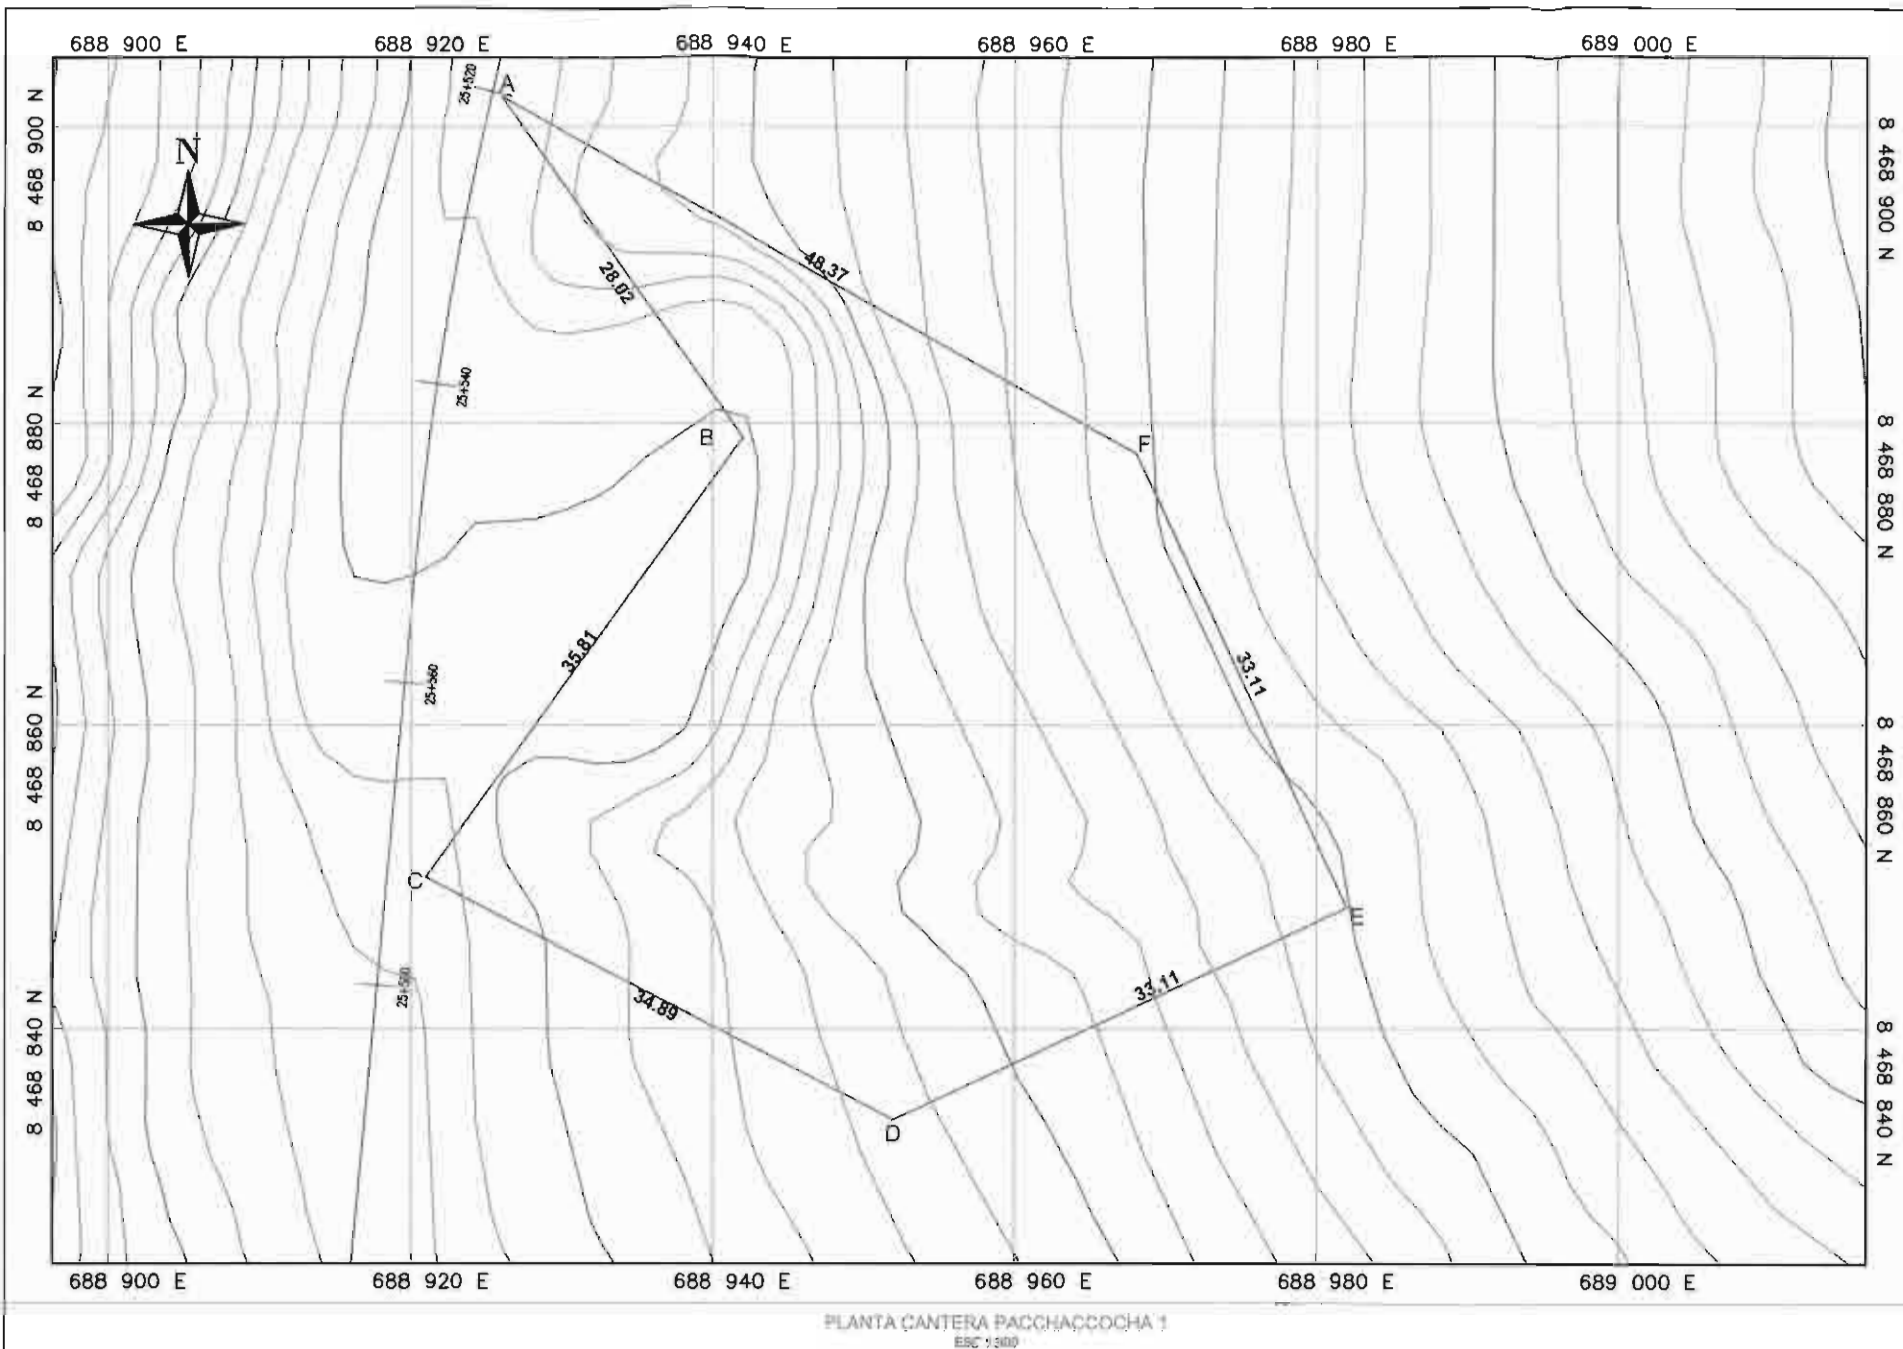 688 900 E 688 920 E 688 940 E 688 960 E 688 980 E 689 000 E
8 468 900 N
8 468 880 N
8 468 860 N
8 468 840 N
N
25+520
A
28.02
48.37
25+540
B
F
35.81
33.11
25+560
C
E
34.89
33.11
D
8 468 900 N
8 468 880 N
8 468 860 N
8 468 840 N
688 900 E 688 920 E 688 940 E 688 960 E 688 980 E 689 000 E
PLANTA CANTERA PACCHACCOCHA 1